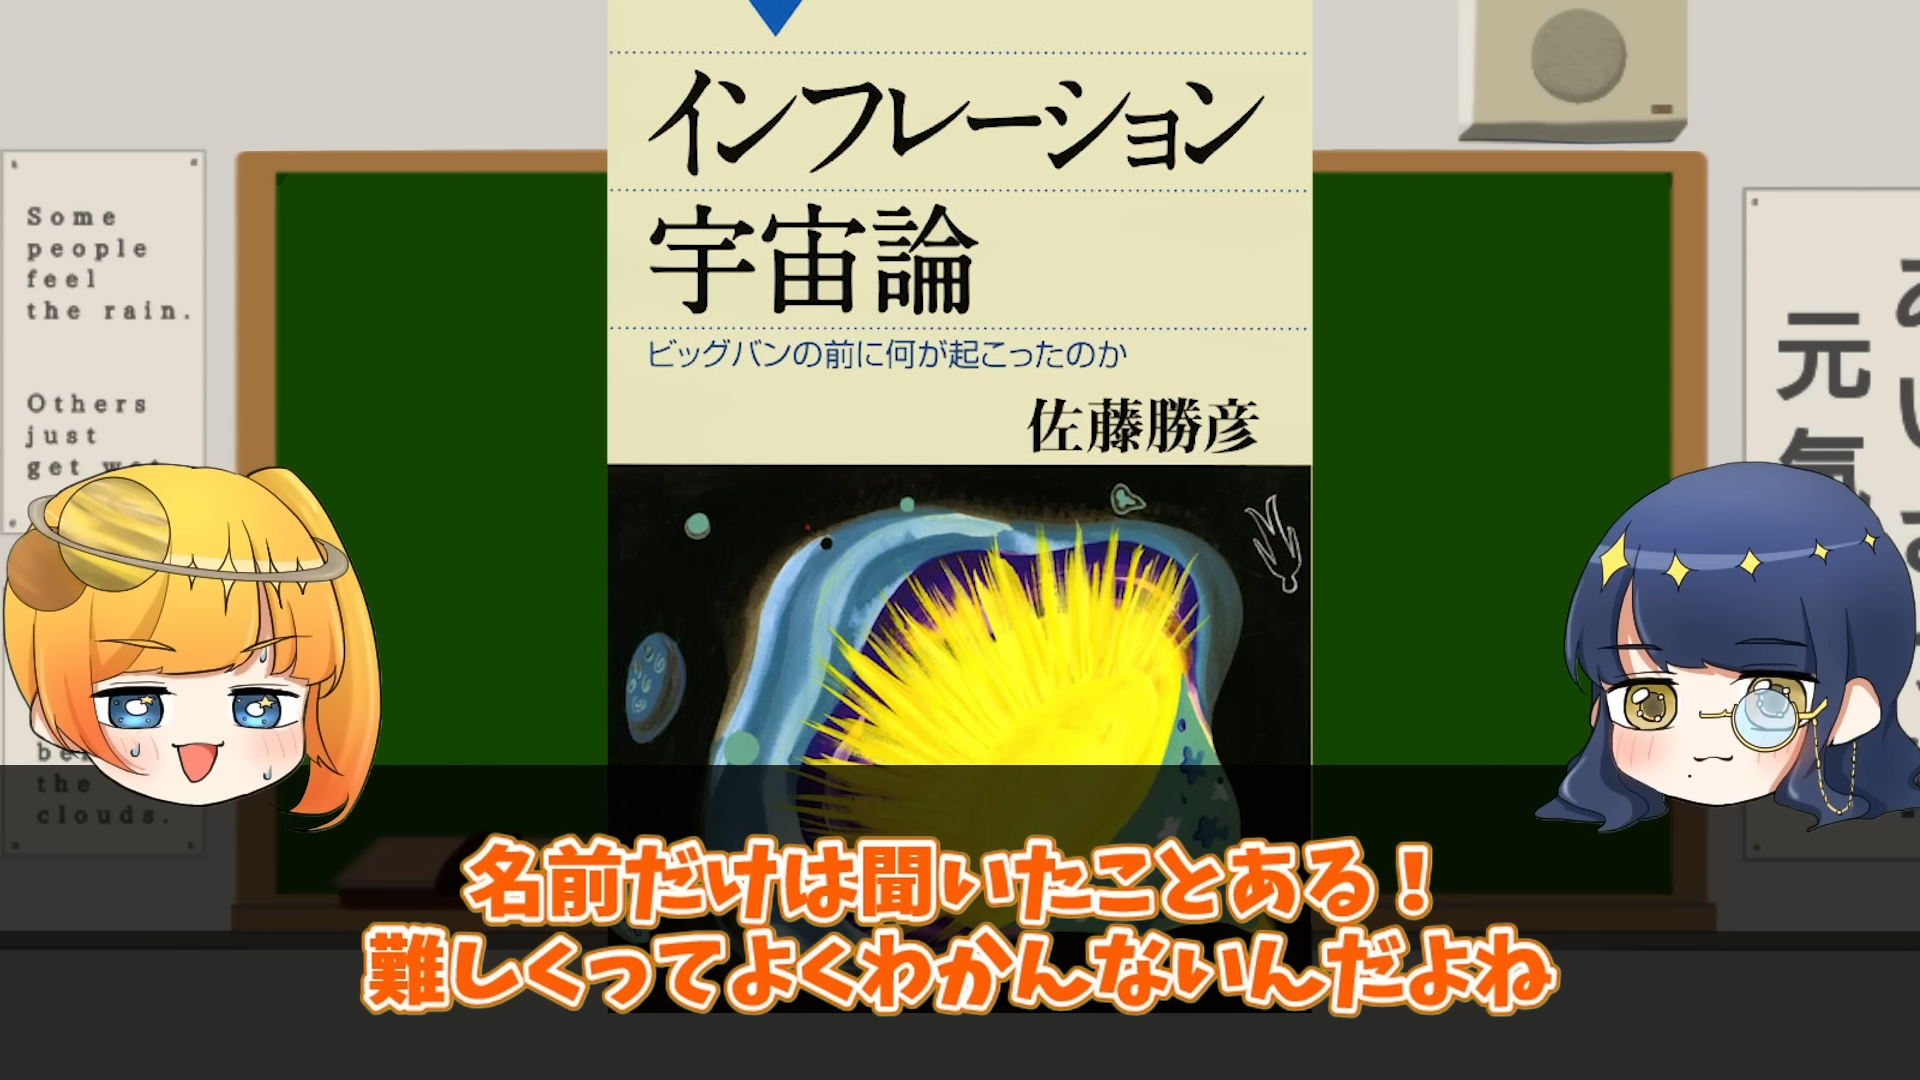 インフレーション
宇宙論
ビッグバンの前に何が起こったのか
佐藤勝彦
Some
people
feel
the rain.
Others
just
get wet.
the
clouds.
元気
名前だけは聞いたことある！
難しくってよくわかんないんだよね